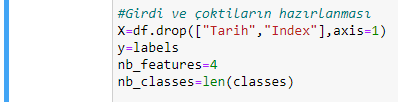 #Girdi ve çoktiların hazırlanması
X=df.drop(["Tarih","Index"],axis=1)
y=labels
nb_features=4
nb_classes=len(classes)